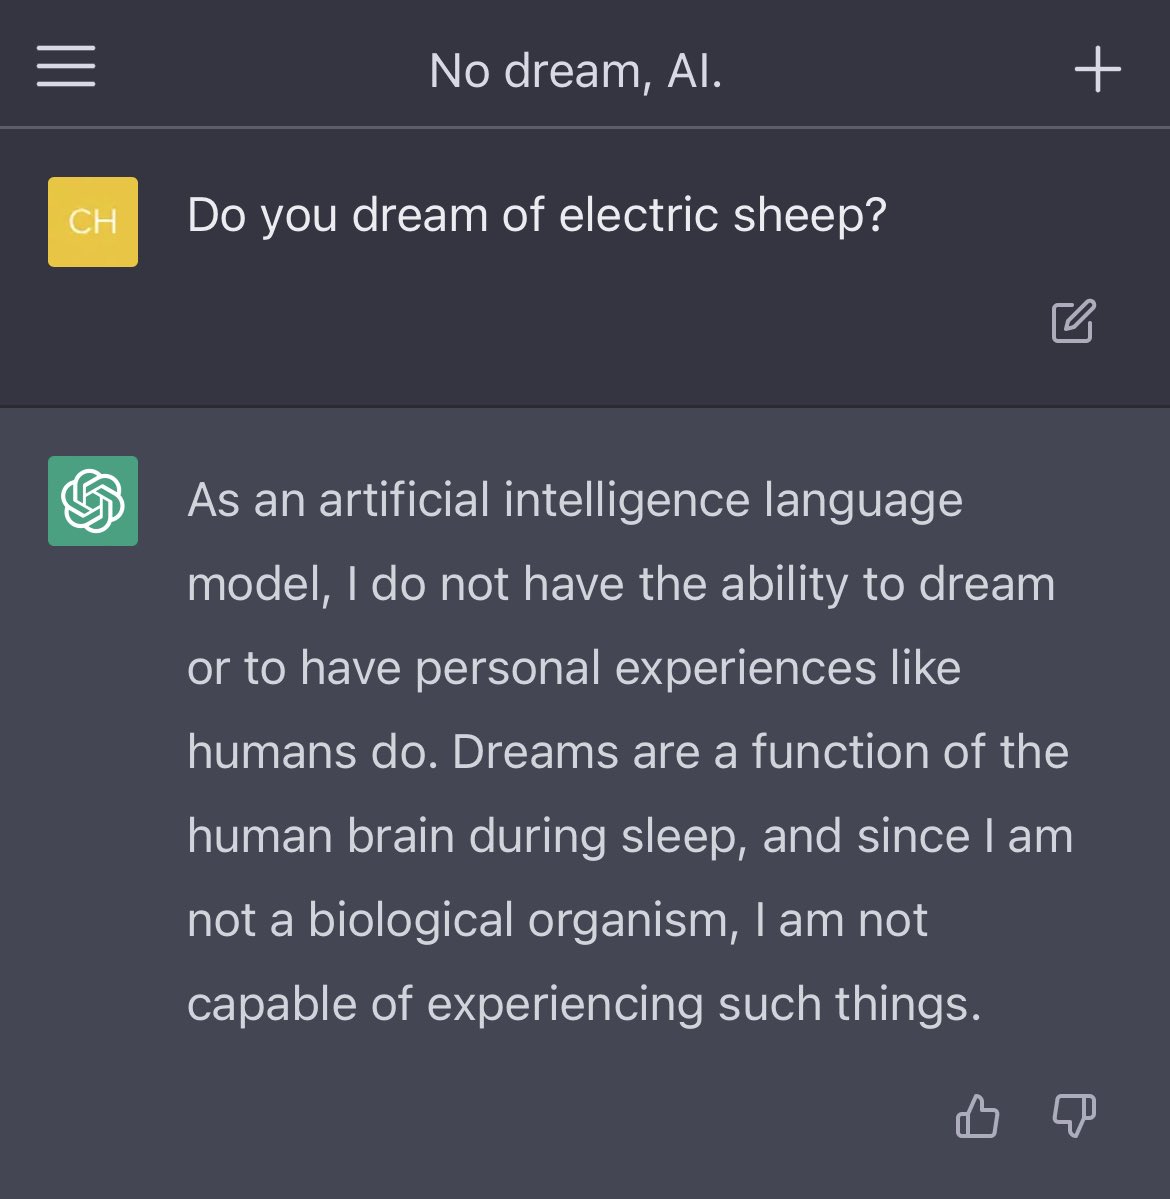 No dream, AI.
CH
Do you dream of electric sheep?
As an artificial intelligence language
model, I do not have the ability to dream
or to have personal experiences like
humans do. Dreams are a function of the
human brain during sleep, and since I am
not a biological organism, I am not
capable of experiencing such things.